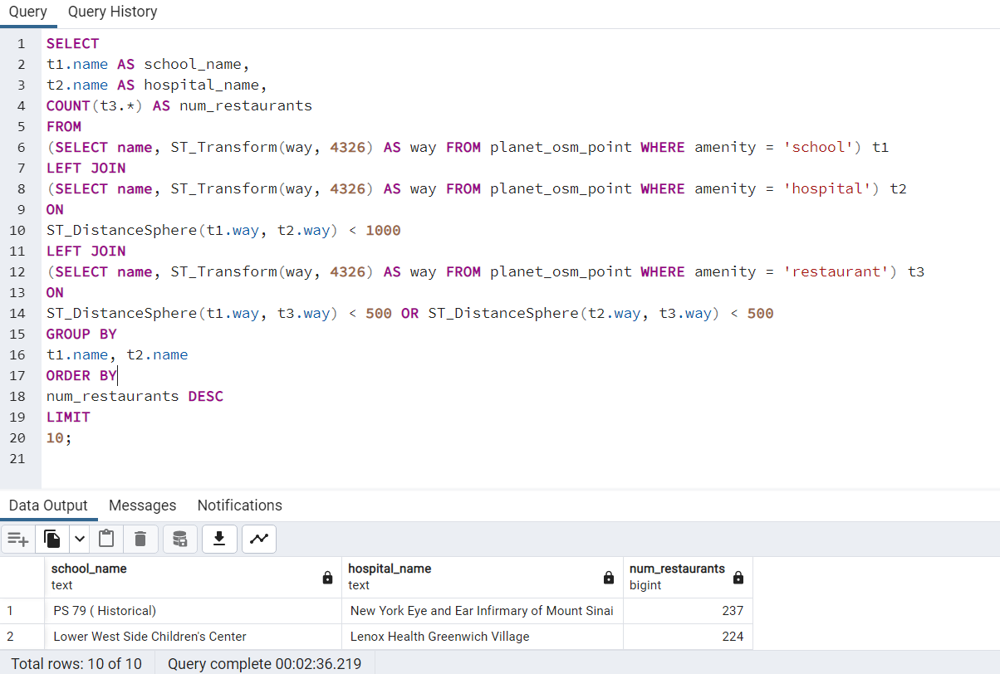 Query Query History
1 SELECT
2 t1.name AS school_name,
3 t2.name AS hospital_name,
4 COUNT(t3.*) AS num_restaurants
5 FROM
6 (SELECT name, ST_Transform(way, 4326) AS way FROM planet_osm_point WHERE amenity = 'school') t1
7 LEFT JOIN
8 (SELECT name, ST_Transform(way, 4326) AS way FROM planet_osm_point WHERE amenity = 'hospital') t2
9 ON
10 ST_DistanceSphere(t1.way, t2.way) < 1000
11 LEFT JOIN
12 (SELECT name, ST_Transform(way, 4326) AS way FROM planet_osm_point WHERE amenity = 'restaurant') t3
13 ON
14 ST_DistanceSphere(t1.way, t3.way) < 500 OR ST_DistanceSphere(t2.way, t3.way) < 500
15 GROUP BY
16 t1.name, t2.name
17 ORDER BY
18 num_restaurants DESC
19 LIMIT
20 10;
21
Data Output Messages Notifications
school_name hospital_name num_restaurants
text text bigint
1 PS 79 ( Historical) New York Eye and Ear Infirmary of Mount Sinai 237
2 Lower West Side Children's Center Lenox Health Greenwich Village 224
Total rows: 10 of 10 Query complete 00:02:36.219